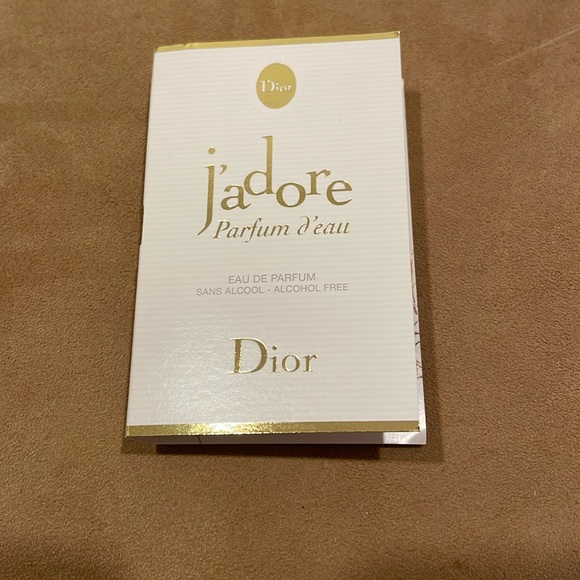 Dior
j'adore
Parfum d'eau
EAU DE PARFUM
SANS ALCOOL - ALCOHOL FREE
Dior